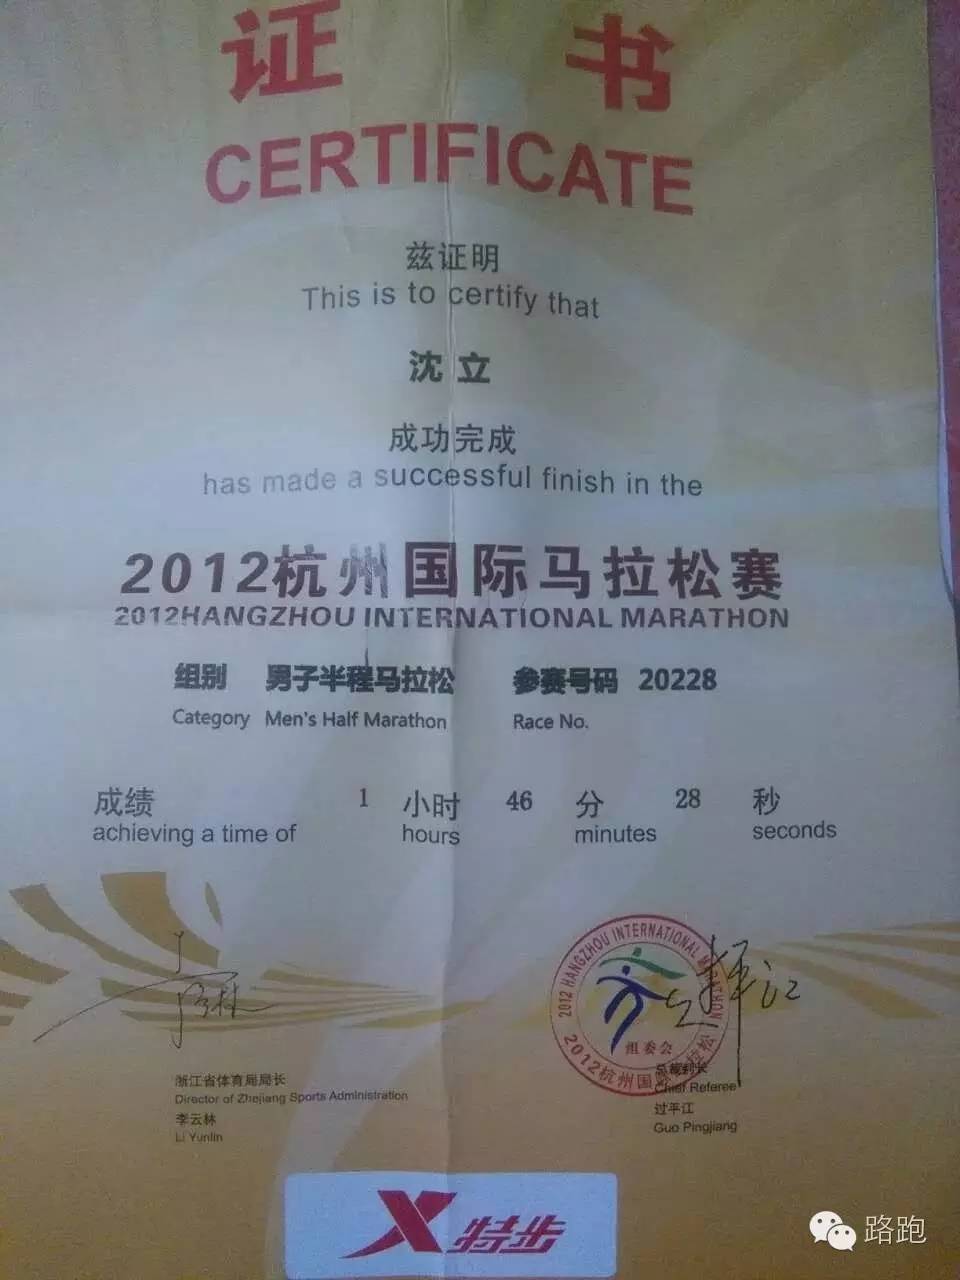 证 书
CERTIFICATE
兹证明
This is to certify that
沈立
成功完成
has made a successful finish in the
2012杭州国际马拉松赛
2012HANGZHOU INTERNATIONAL MARATHON
组别 男子半程马拉松 参赛号码 20228
Category Men's Half Marathon Race No.
成绩 1 小时 46 分 28 秒
achieving a time of hours minutes seconds
2012 HANGZHOU INTERNATIONAL MARATHON
组委会
2012杭州国际马拉松
浙江省体育局局长
Director of Zhejiang Sports Administration
李云林
Li Yunlin
总裁判长
Chief Referee
过平江
Guo Pingjiang
特步
路跑